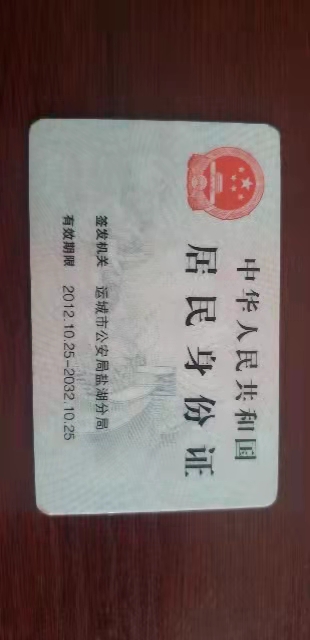 中华人民共和国
居民身份证
签发机关 运城市公安局盐湖分局
有效期限 2012.10.25-2032.10.25